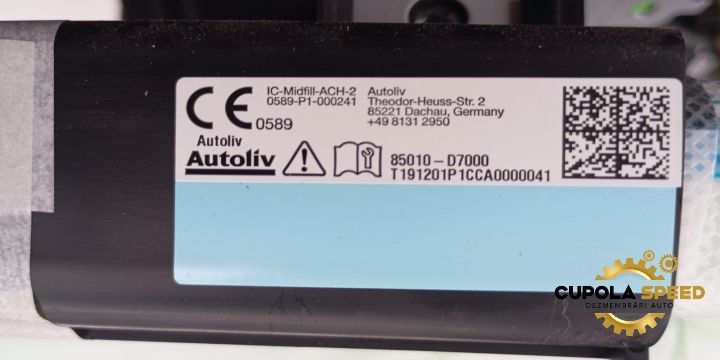 CE 0589
IC-Midfill-ACH-2
0589-P1-000241
Autoliv
Theodor-Heuss-Str. 2
85221 Dachau, Germany
+49 8131 2950
Autoliv
Autoliv
85010-D7000
T191201P1CCA0000041
CUPOLA SPEED
DEZMEMBRĂRI AUTO